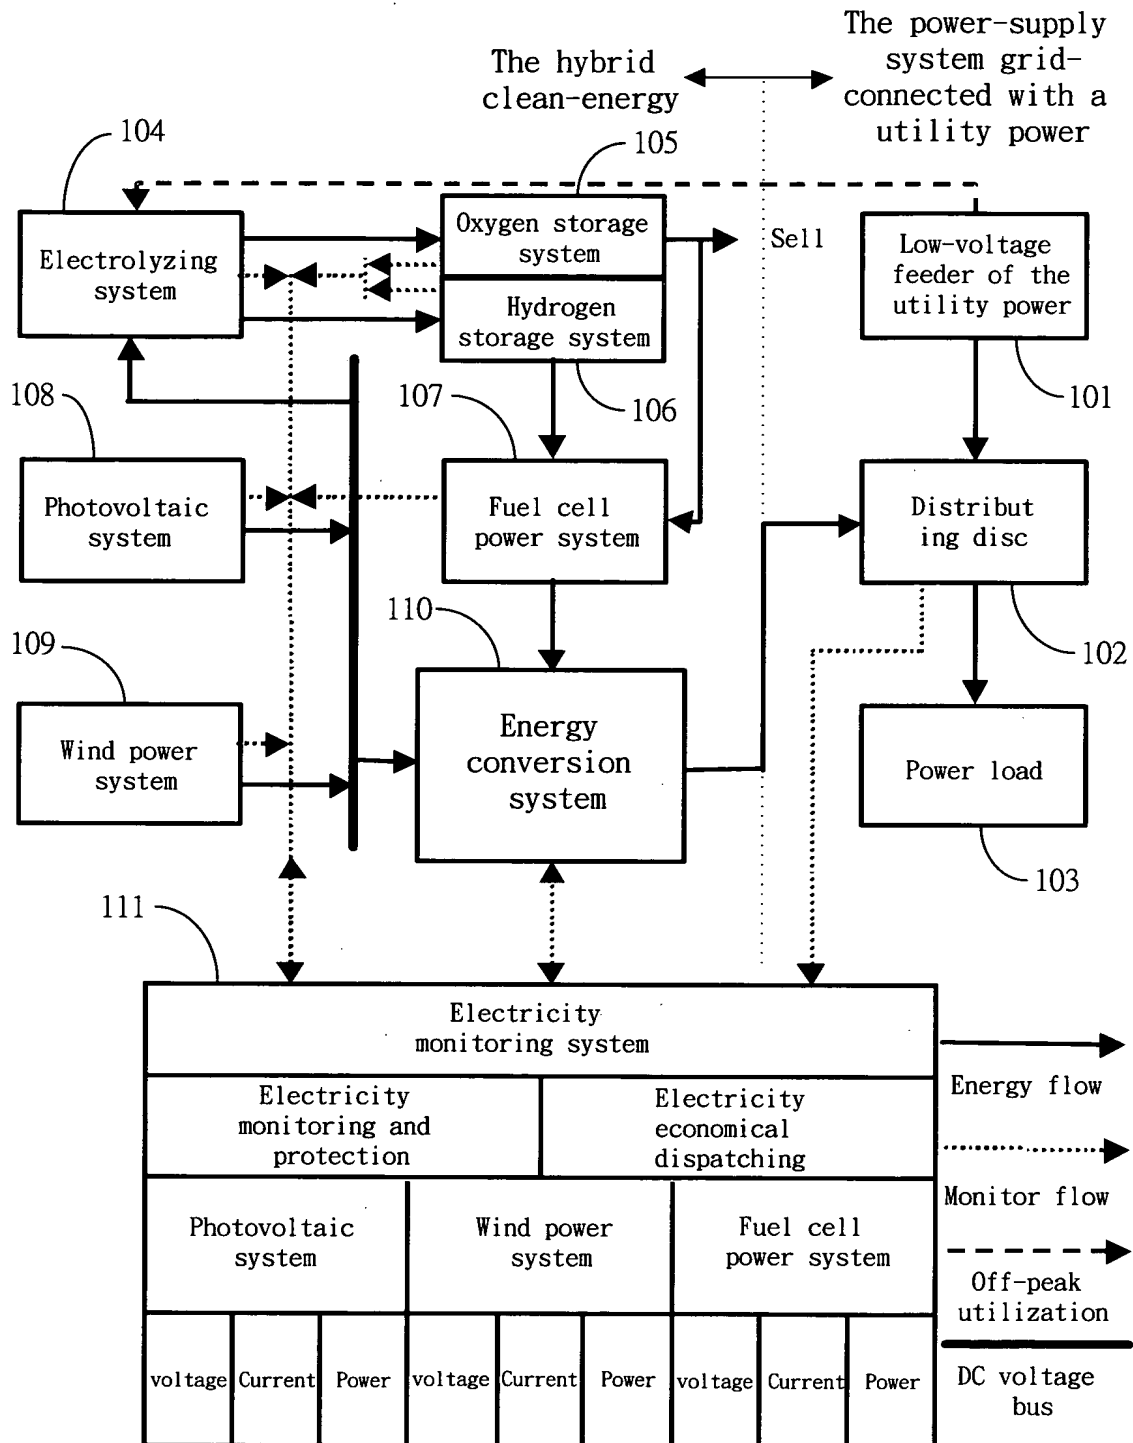 The hybrid
clean-energy
The power-supply
system grid-
connected with a
utility power
104
105
Electrolyzing
system
Oxygen storage
system
Sell
Low-voltage
feeder of the
utility power
Hydrogen
storage system
108
107
106
101
Photovoltaic
system
Fuel cell
power system
Distribut
ing disc
109
110
102
Wind power
system
Energy
conversion
system
Power load
103
111
Electricity
monitoring system
Energy flow
Electricity
monitoring and
protection
Electricity
economical
dispatching
Monitor flow
Photovoltaic
system
Wind power
system
Fuel cell
power system
Off-peak
utilization
voltage
Current
Power
voltage
Current
Power
voltage
Current
Power
DC voltage
bus